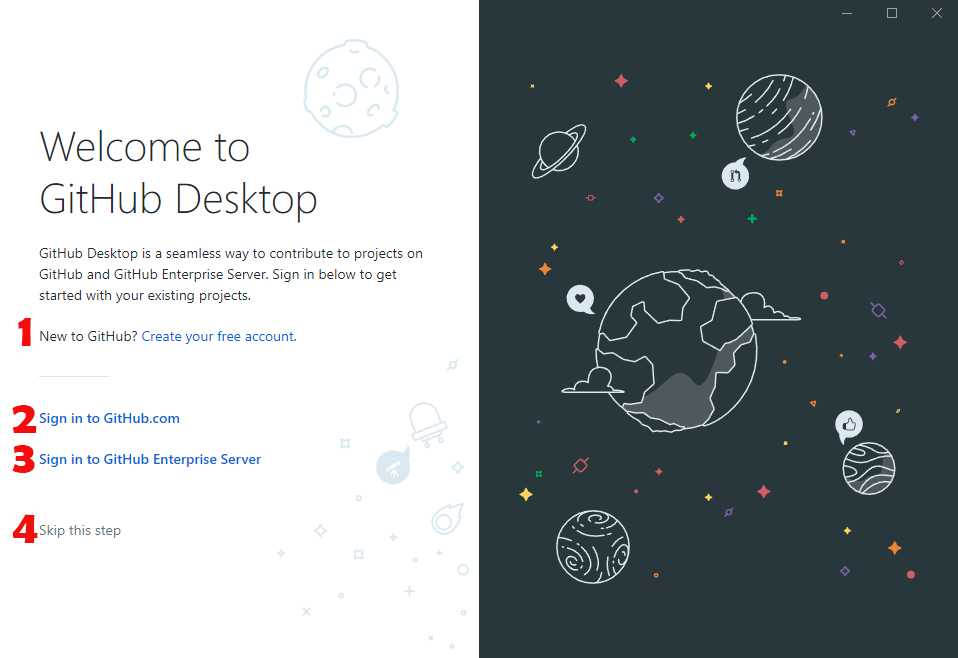 Welcome to
GitHub Desktop
GitHub Desktop is a seamless way to contribute to projects on
GitHub and GitHub Enterprise Server. Sign in below to get
started with your existing projects.
1 New to GitHub? Create your free account.
2 Sign in to GitHub.com
3 Sign in to GitHub Enterprise Server
4 Skip this step